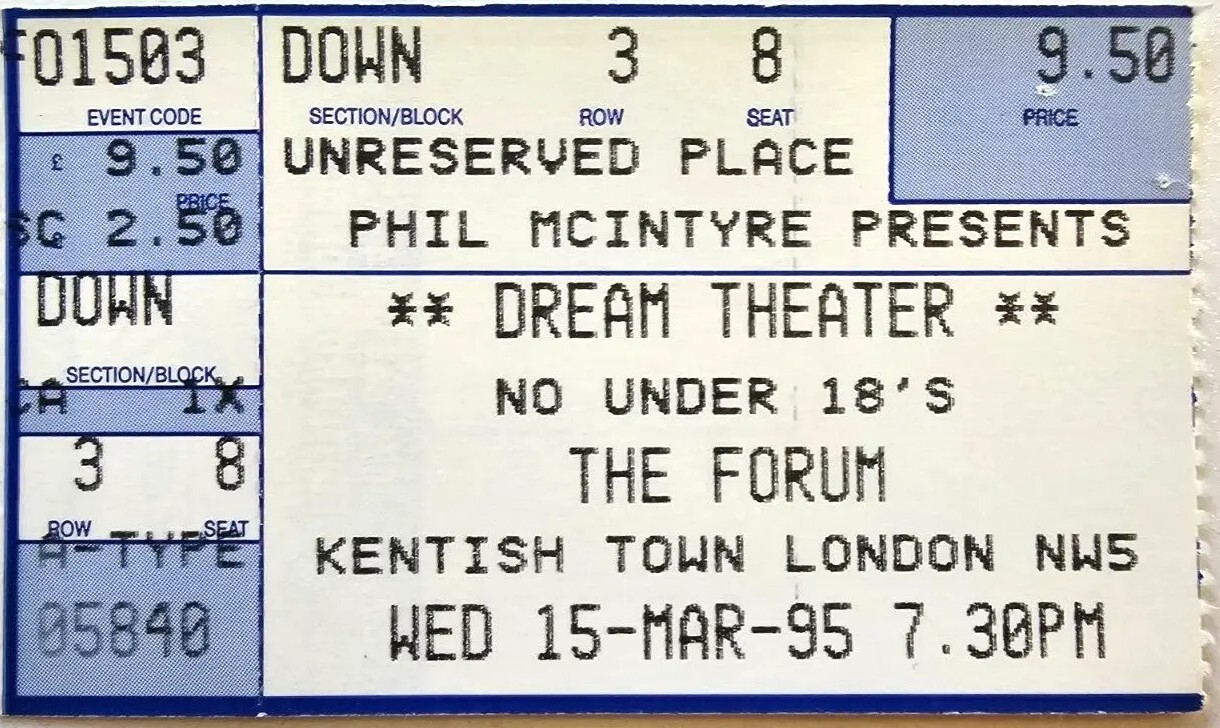 F01503
EVENT CODE
£ 9.50
PRICE
SG £ 2.50
DOWN
SECTION/BLOCK
CA 1X
3 8
ROW SEAT
A-TYPE
05840
DOWN 3 8 9.50
SECTION/BLOCK ROW SEAT PRICE
UNRESERVED PLACE
PHIL MCINTYRE PRESENTS
** DREAM THEATER **
NO UNDER 18'S
THE FORUM
KENTISH TOWN LONDON NW5
WED 15-MAR-95 7.30PM